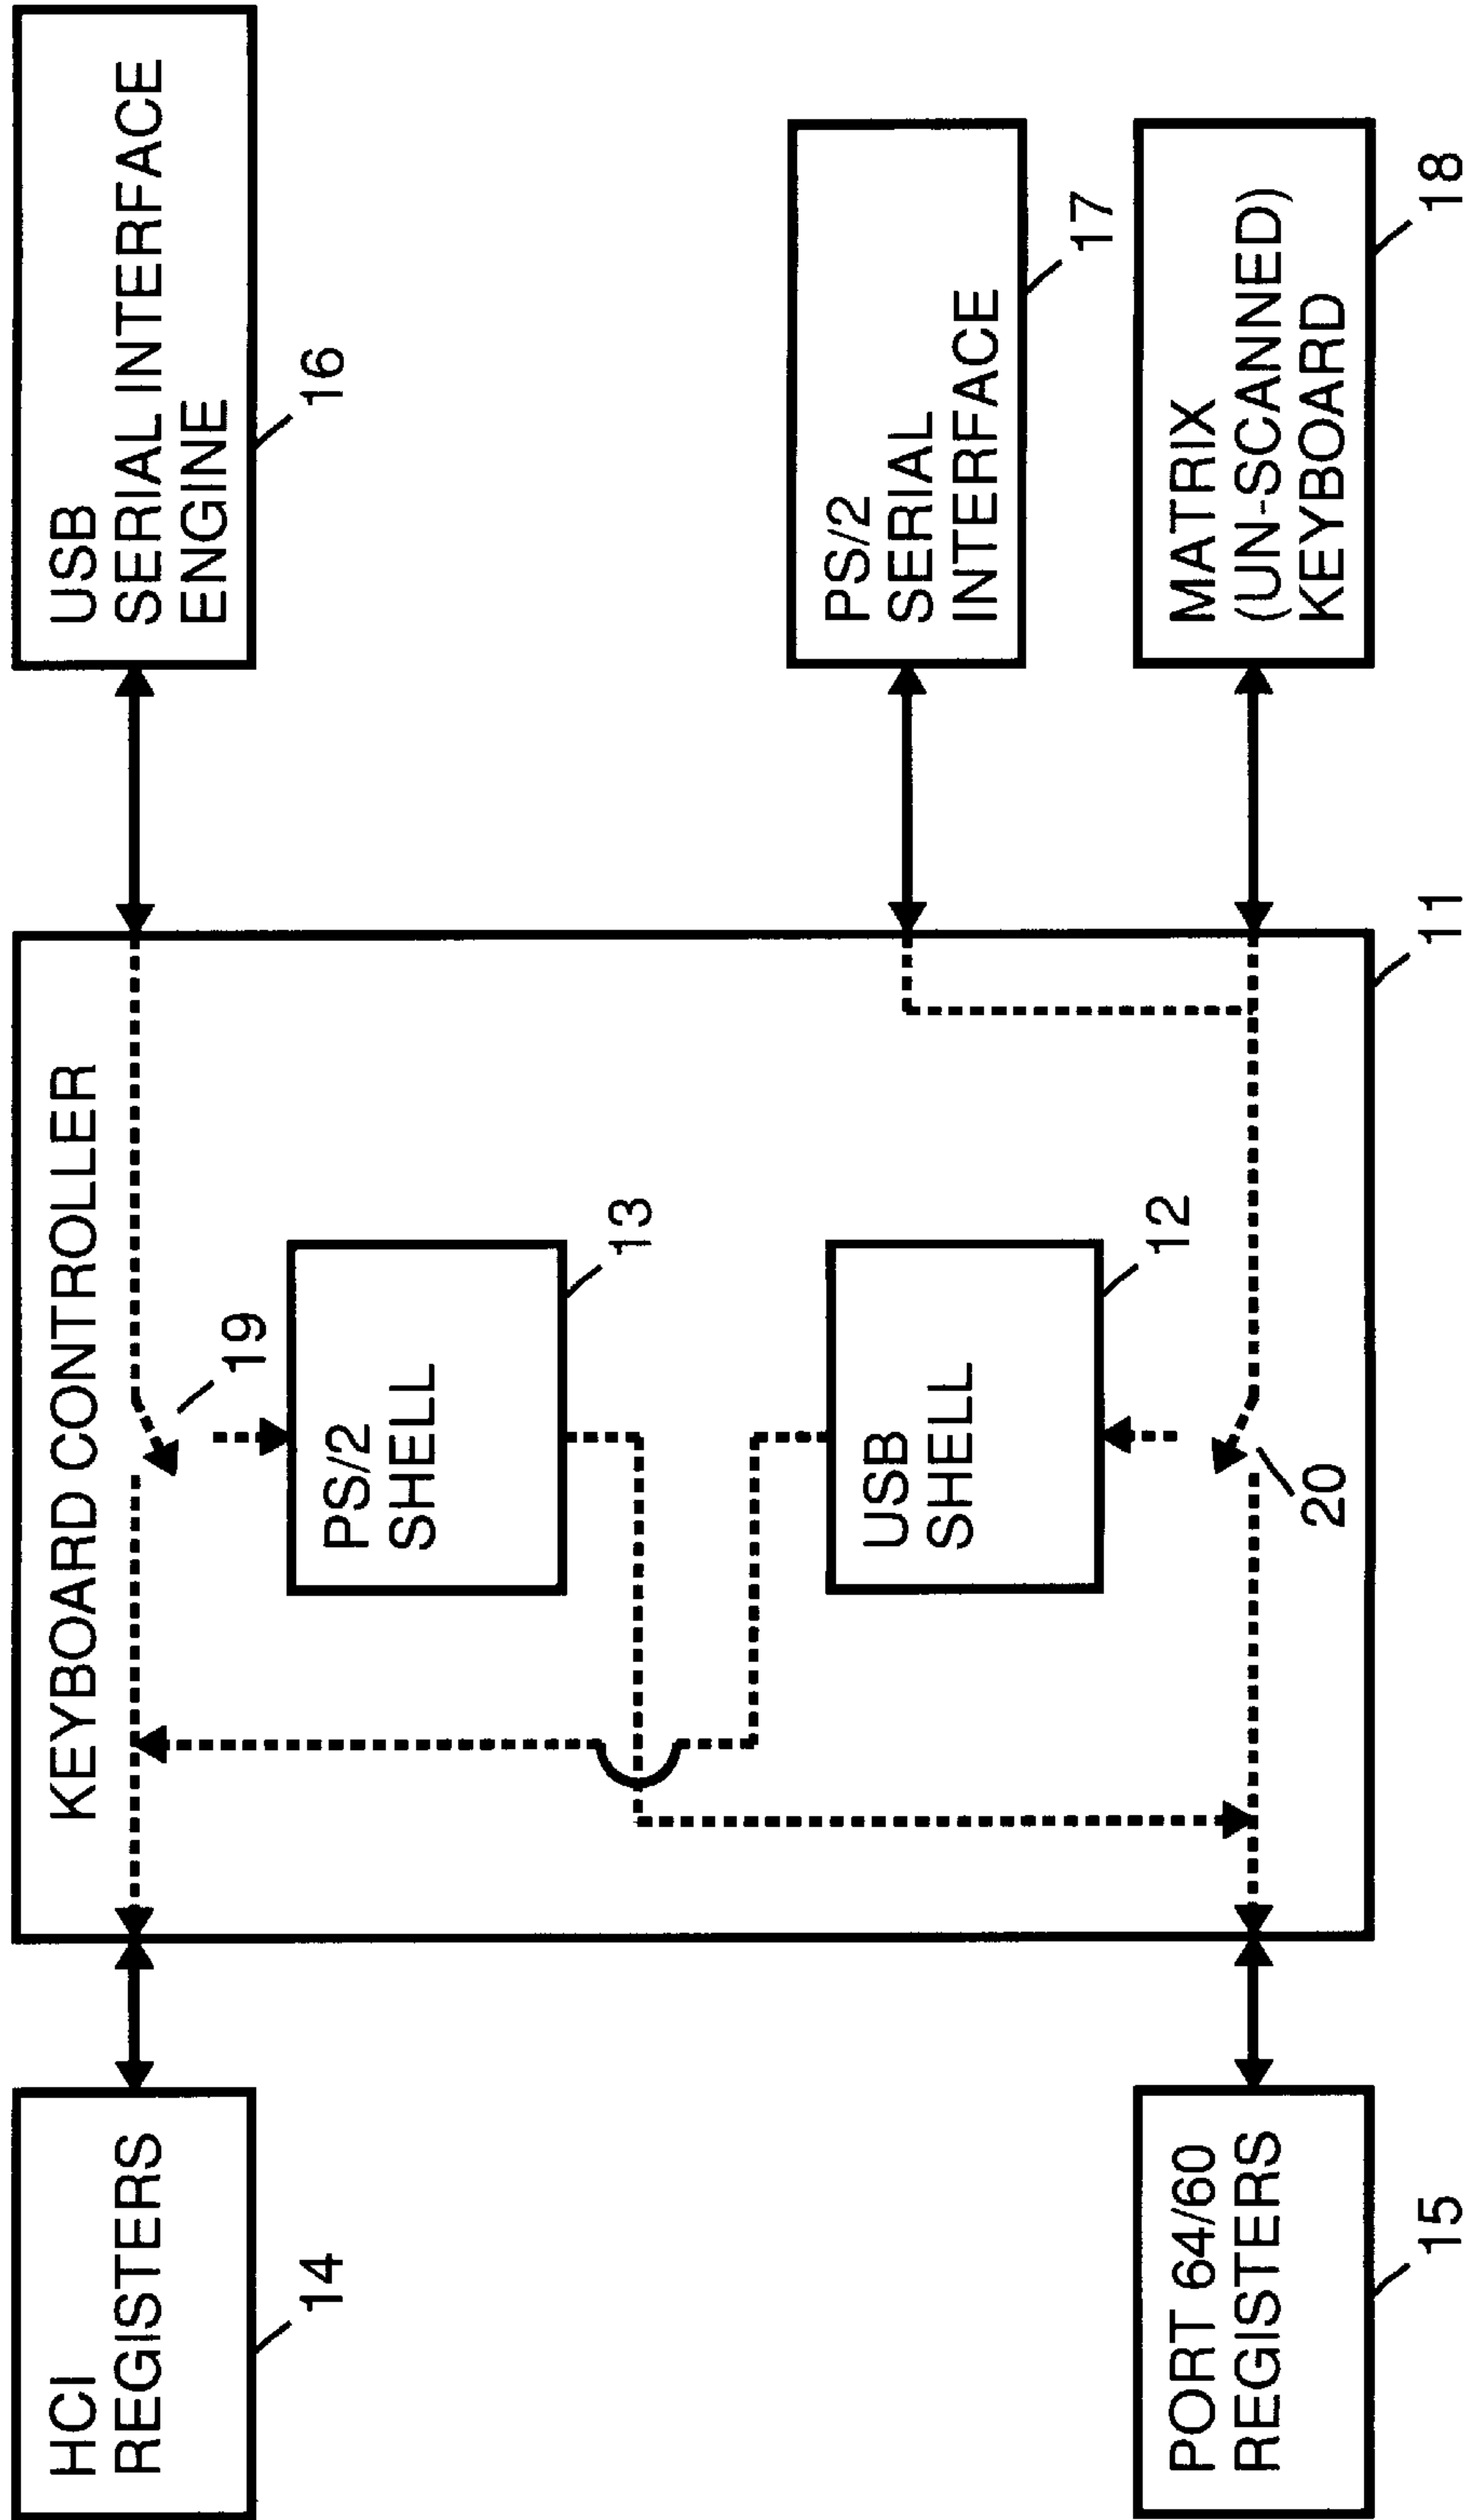 HCI
REGISTERS
14
KEYBOARD CONTROLLER
19
PS//2
SHELL
13
USB
SERIAL INTERFACE
ENGINE
16
USB
SHELL
12
20
11
PS//2
SERIAL
INTERFACE
17
PORT 64/60
REGISTERS
15
MATRIX
(UN-SCANNED)
KEYBOARD
18